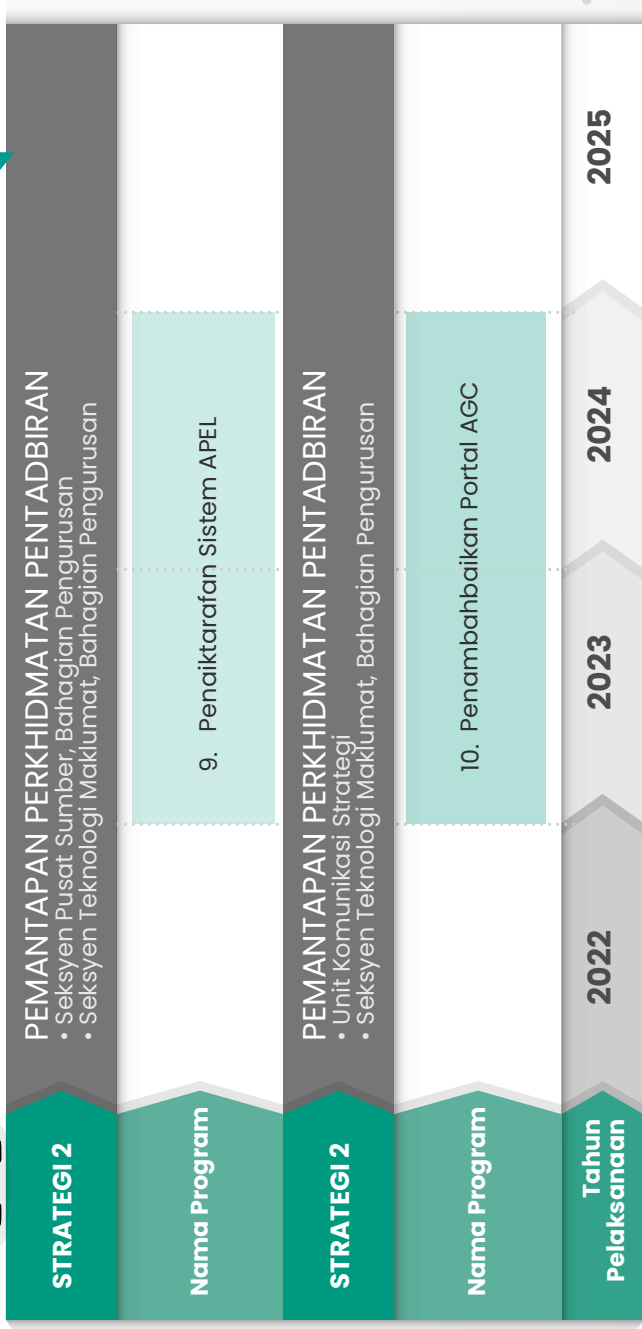 STRATEGI 2
PEMANTAPAN PERKHIDMATAN PENTADBIRAN
• Seksyen Pusat Sumber, Bahagian Pengurusan
• Seksyen Teknologi Maklumat, Bahagian Pengurusan
Nama Program
9. Penaiktarafan Sistem APEL
STRATEGI 2
PEMANTAPAN PERKHIDMATAN PENTADBIRAN
• Unit Komunikasi Strategi
• Seksyen Teknologi Maklumat, Bahagian Pengurusan
Nama Program
10. Penambahbaikan Portal AGC
Tahun
Pelaksanaan
2022
2023
2024
2025